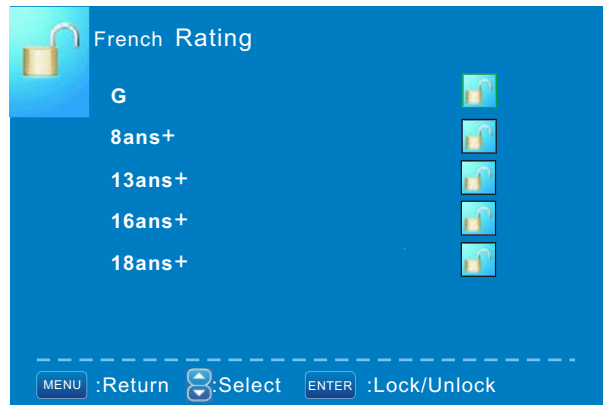 French Rating
G
8ans+
13ans+
16ans+
18ans+
MENU :Return :Select ENTER :Lock/Unlock